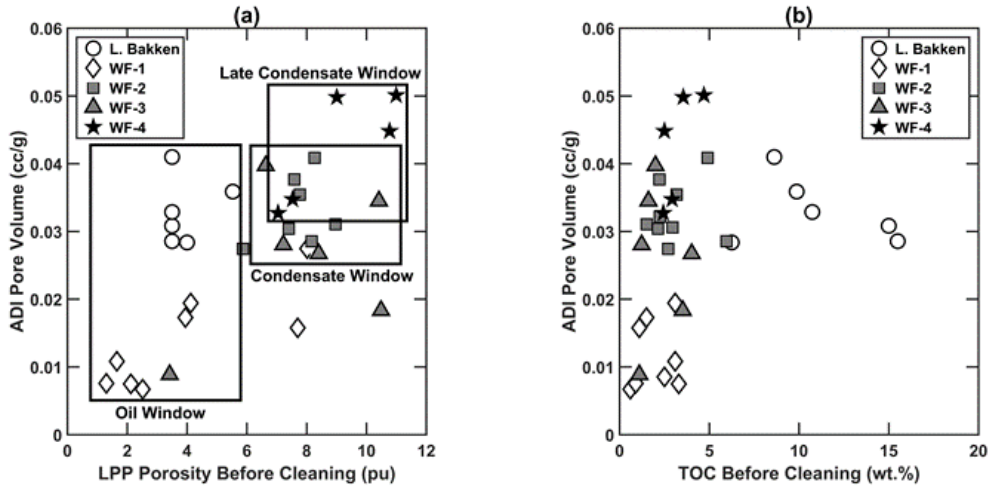 (a)
0.06
0.05
0.04
0.03
0.02
0.01
0
ADI Pore Volume (cc/g)
L. Bakken
WF-1
WF-2
WF-3
WF-4
Late Condensate Window
Condensate Window
Oil Window
0 2 4 6 8 10 12
LPP Porosity Before Cleaning (pu)
(b)
0.06
0.05
0.04
0.03
0.02
0.01
0
ADI Pore Volume (cc/g)
L. Bakken
WF-1
WF-2
WF-3
WF-4
0 5 10 15 20
TOC Before Cleaning (wt.%)